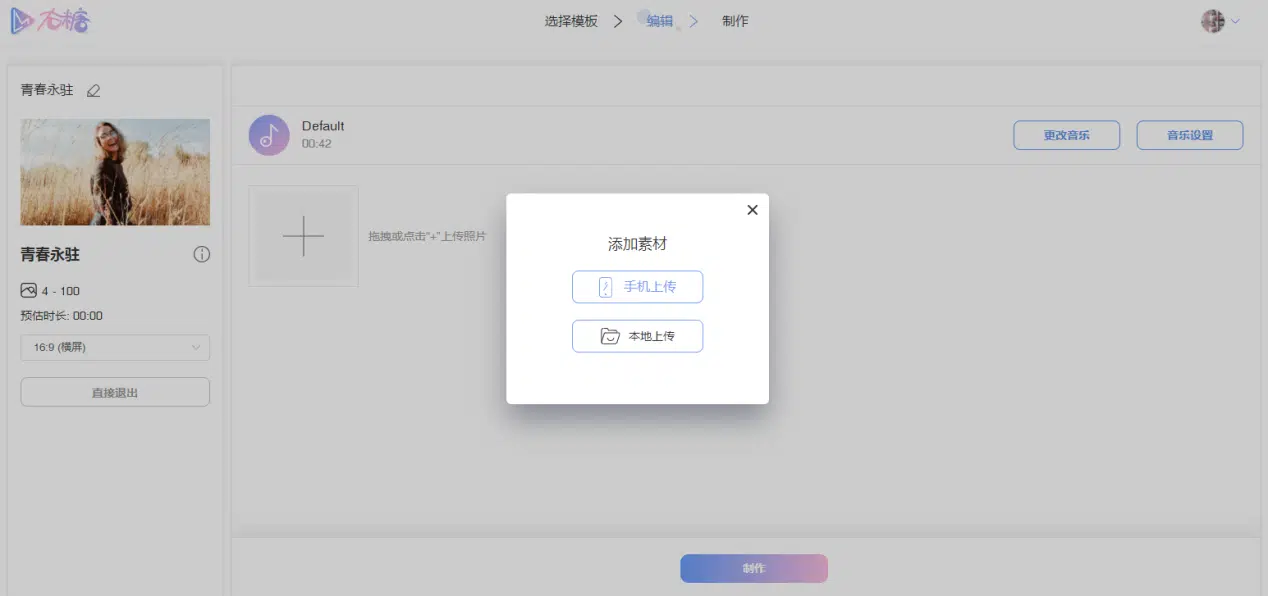 右糖
选择模板
编辑
制作
青春永驻
Default
00:42
更改音乐
音乐设置
拖拽或点击"+"上传照片
添加素材
手机上传
本地上传
青春永驻
4 - 100
预估时长: 00:00
16:9 (横屏)
直接退出
制作